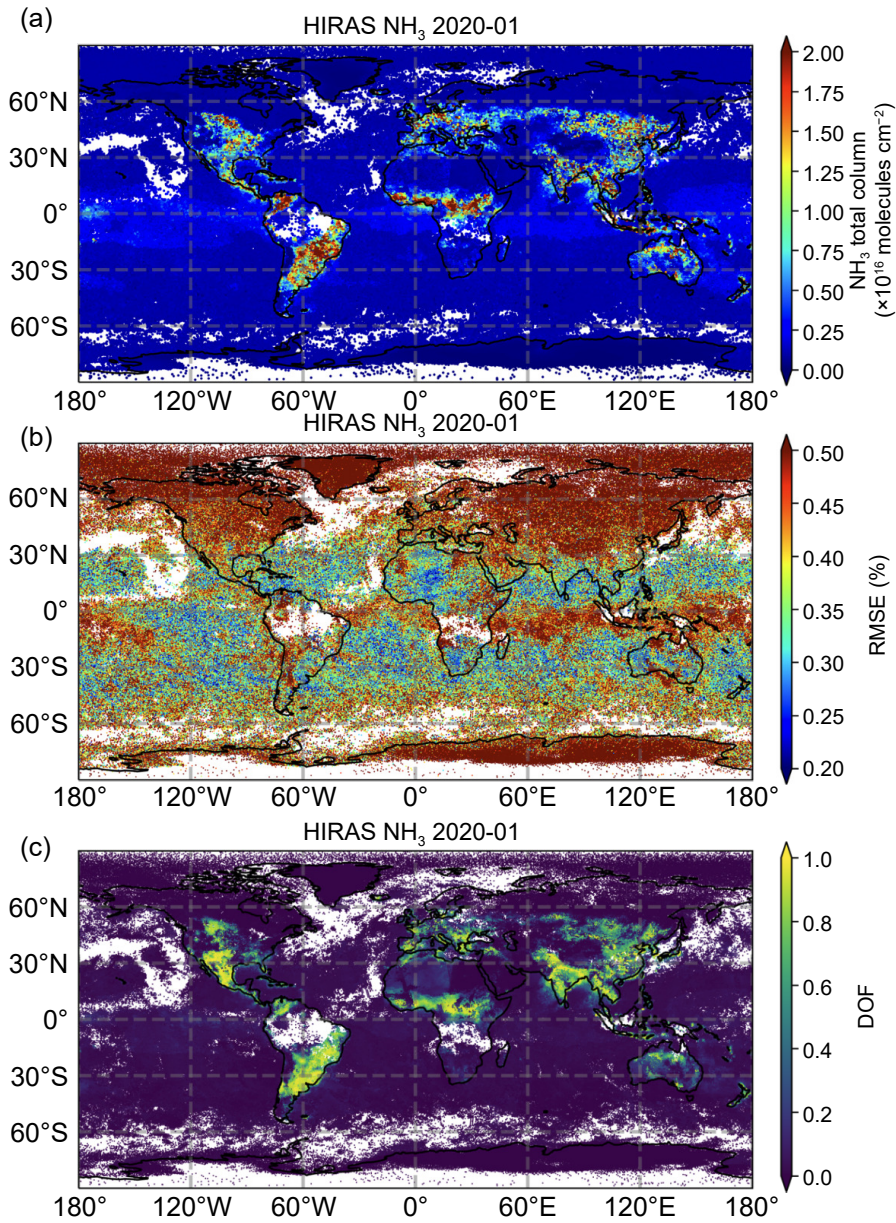 (a)
HIRAS NH₃ 2020-01
60°N
30°N
0°
30°S
60°S
180° 120°W 60°W 0° 60°E 120°E 180°
2.00
1.75
1.50
1.25
1.00
0.75
0.50
0.25
0.00
NH₃ total column
(×10¹⁶ molecules cm⁻²)
(b)
HIRAS NH₃ 2020-01
60°N
30°N
0°
30°S
60°S
180° 120°W 60°W 0° 60°E 120°E 180°
0.50
0.45
0.40
0.35
0.30
0.25
0.20
RMSE (%)
(c)
HIRAS NH₃ 2020-01
60°N
30°N
0°
30°S
60°S
180° 120°W 60°W 0° 60°E 120°E 180°
1.0
0.8
0.6
0.4
0.2
0.0
DOF